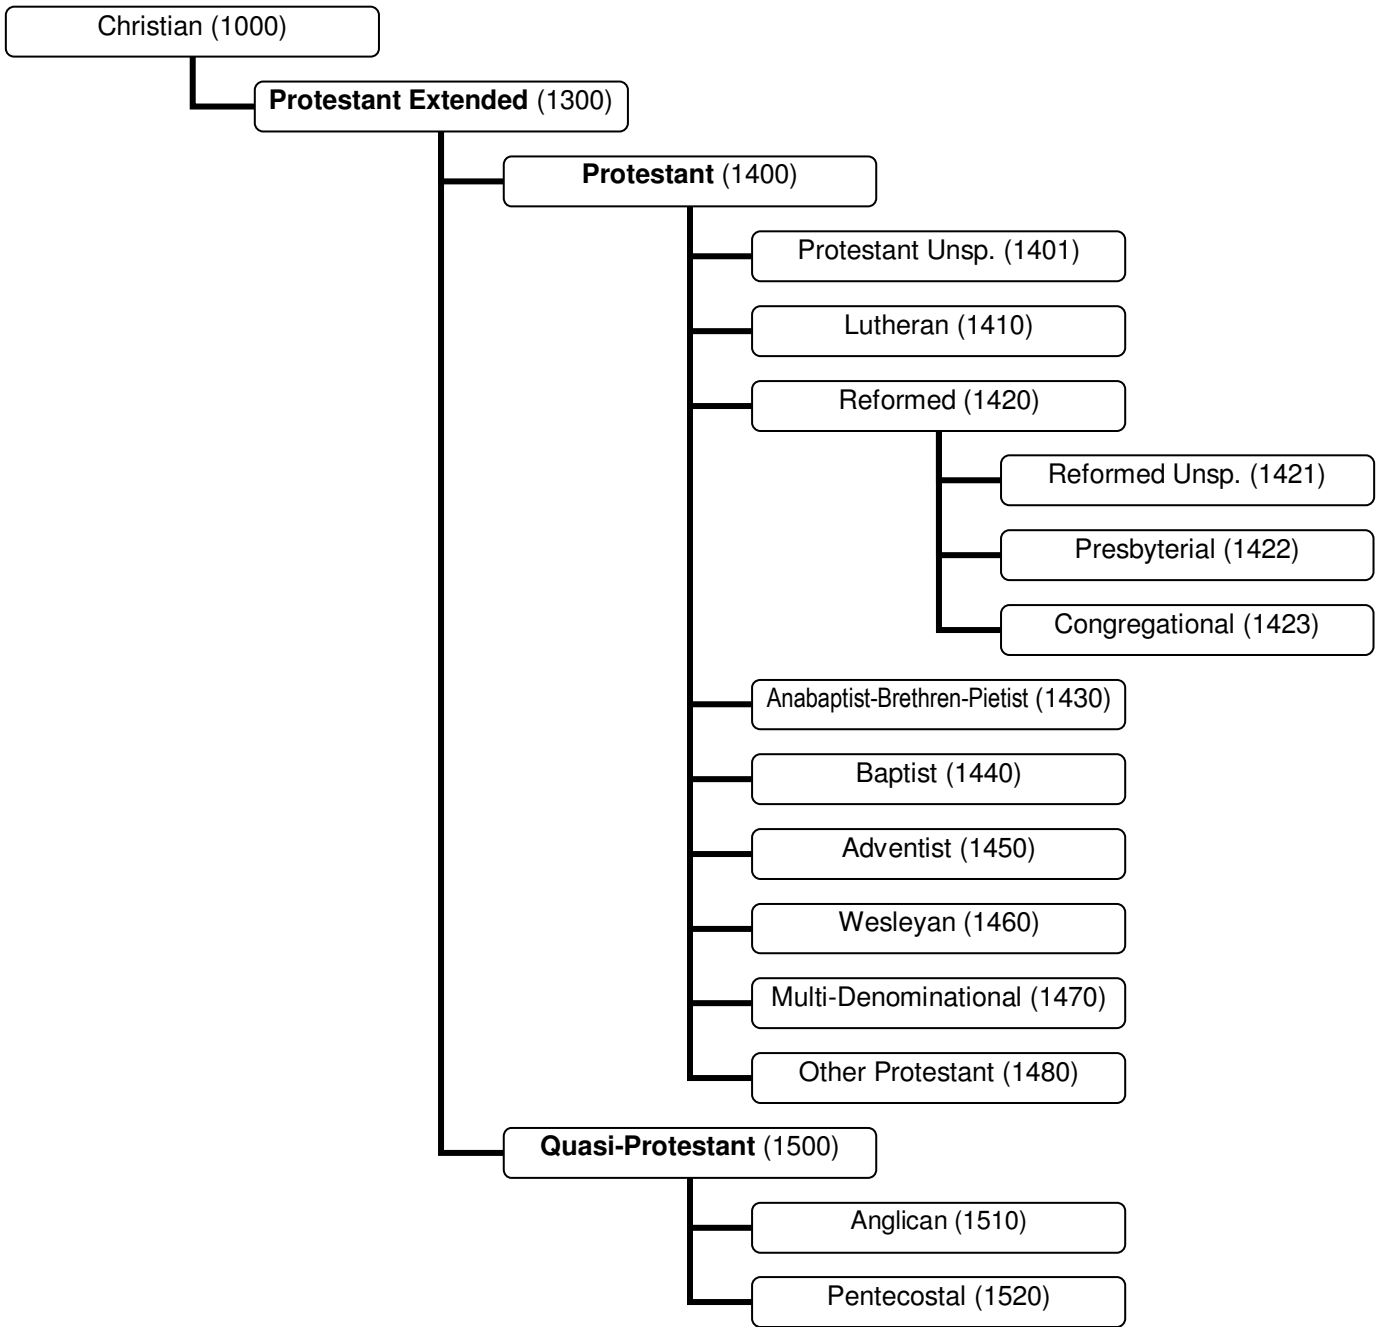 Christian (1000)
Protestant Extended (1300)
Protestant (1400)
Protestant Unsp. (1401)
Lutheran (1410)
Reformed (1420)
Reformed Unsp. (1421)
Presbyterial (1422)
Congregational (1423)
Anabaptist-Brethren-Pietist (1430)
Baptist (1440)
Adventist (1450)
Wesleyan (1460)
Multi-Denominational (1470)
Other Protestant (1480)
Quasi-Protestant (1500)
Anglican (1510)
Pentecostal (1520)